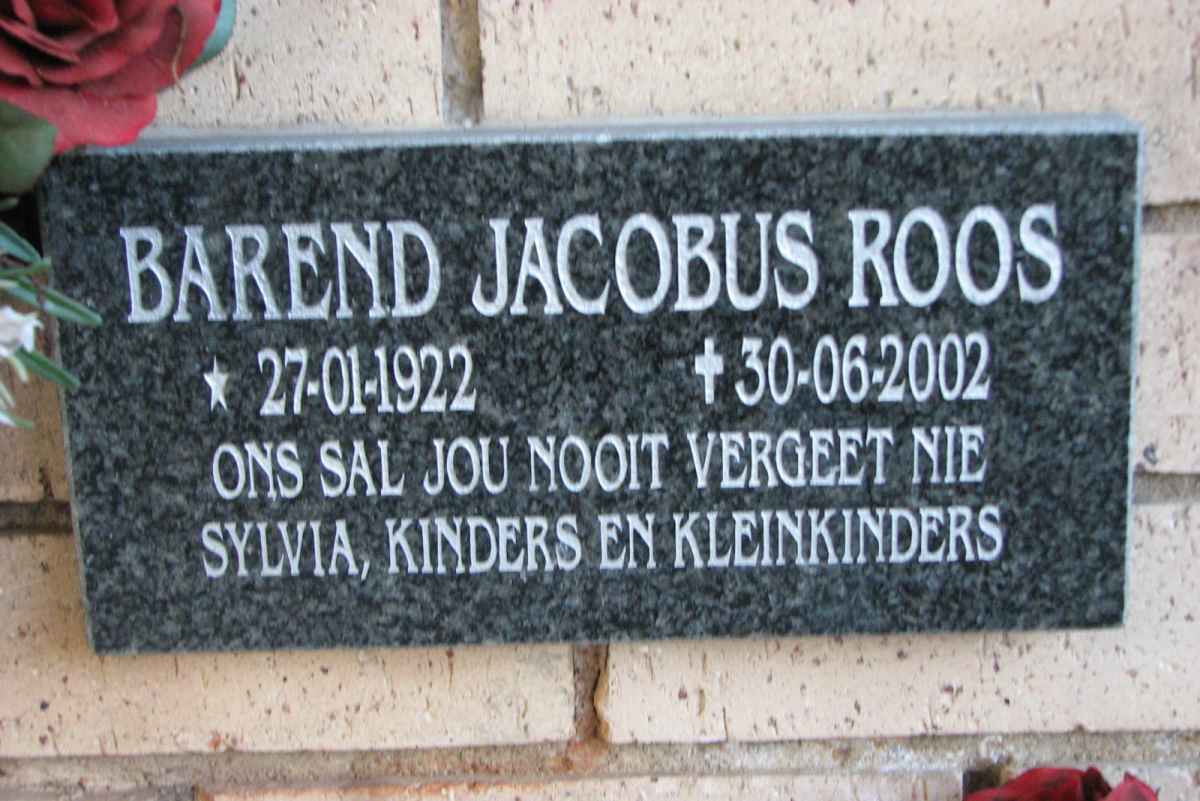 BAREND JACOBUS ROOS
★ 27-01-1922 ✝ 30-06-2002
ONS SAL JOU NOOIT VERGEET NIE
SYLVIA, KINDERS EN KLEINKINDERS